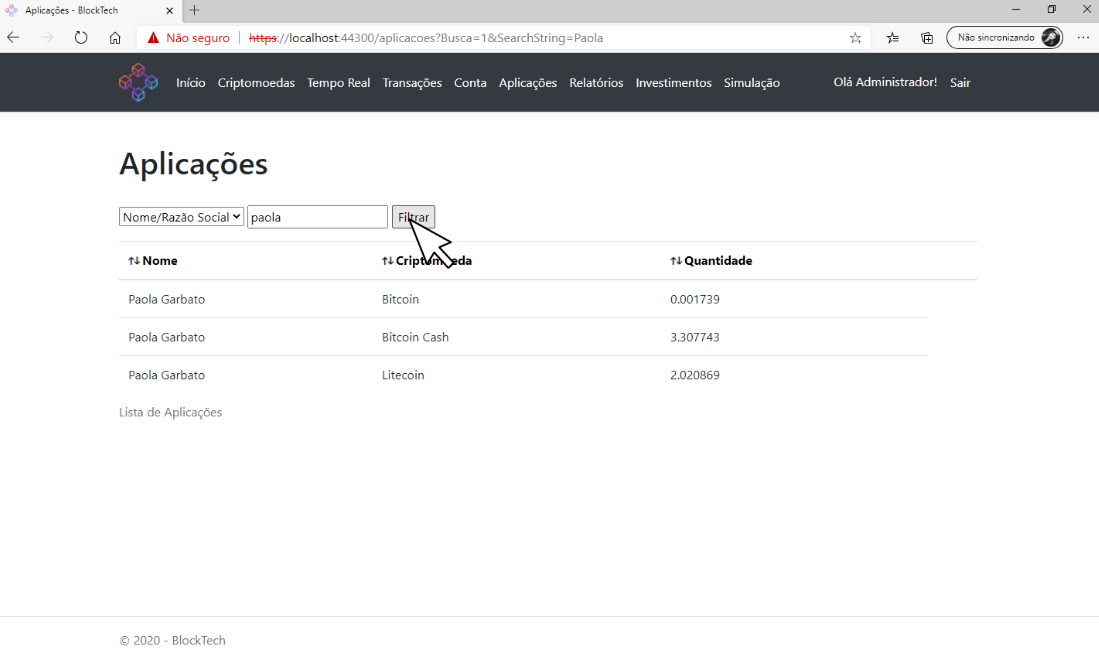 Aplicações - BlockTech
Não seguro https://localhost:44300/aplicacoes?Busca=1&SearchString=Paola Não sincronizando
Início Criptomoedas Tempo Real Transações Conta Aplicações Relatórios Investimentos Simulação Olá Administrador! Sair
Aplicações
Nome/Razão Social paola Filtrar
Nome Criptomoeda Quantidade
Paola Garbato Bitcoin 0.001739
Paola Garbato Bitcoin Cash 3.307743
Paola Garbato Litecoin 2.020869
Lista de Aplicações
© 2020 - BlockTech